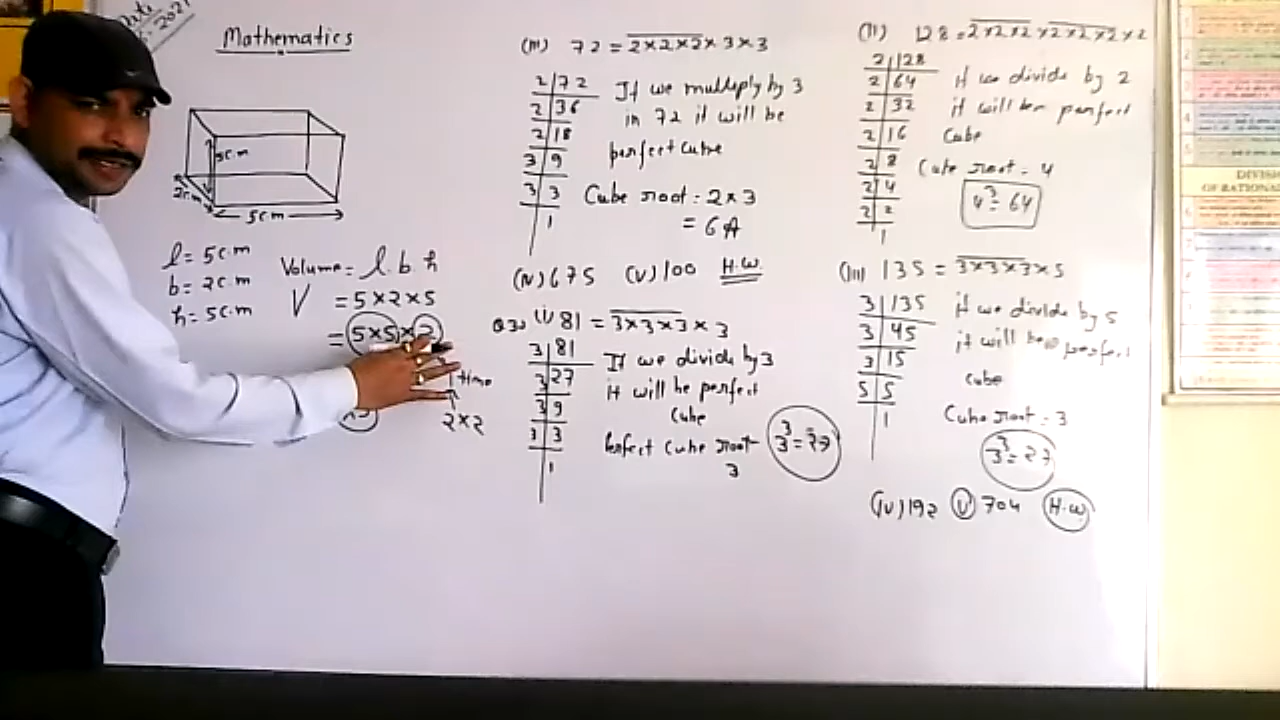 Date
2021
Mathematics
5cm
2cm
5cm
l = 5cm
b = 2cm
h = 5cm
Volume = l.b h
V = 5×2×5
= 5×5×2
1 time
2×2
(III) 72 = 2×2×2×3×3
2 72
2 36
2 18
3 9
3 3
1
If we multiply by 3
in 72 it will be
perfect cube
Cube root = 2×3
= 6A
(IV) 675 (V) 100 H.W.
Q3. (i) 81 = 3×3×3×3
3 81
3 27
3 9
3 3
1
If we divide by 3
it will be perfect
cube
Perfect cube root
3
3³ = 27
(II) 128 = 2×2×2×2×2×2×2
2 128
2 64
2 32
2 16
2 8
2 4
2 2
1
if we divide by 2
it will be perfect
Cube
Cube root = 4
4³ = 64
(III) 135 = 3×3×3×5
3 135
3 45
3 15
5 5
1
if we divide by 5
it will be perfect
Cube
Cube root = 3
3³ = 27
(IV) 192 (V) 704 H.W
DIVISI
OF RATIONAL